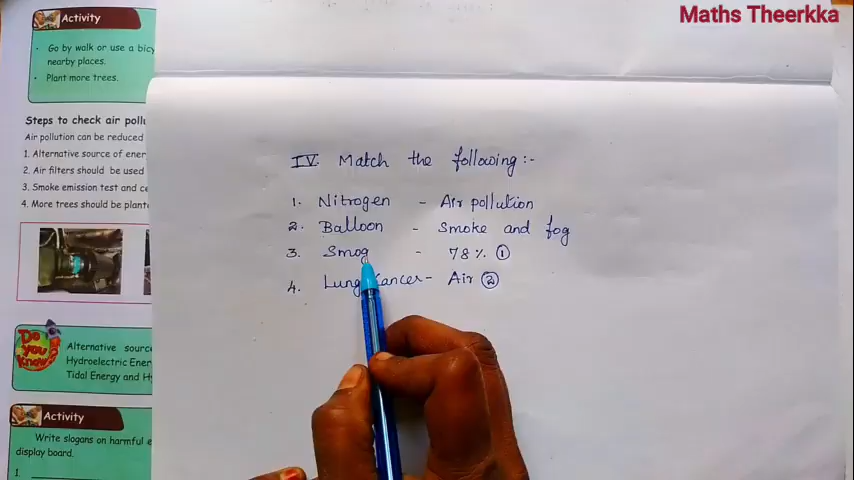 Maths Theerkka
Activity
• Go by walk or use a bicy
nearby places.
• Plant more trees.
Steps to check air pollu
Air pollution can be reduced
1. Alternative source of ener
2. Air filters should be used
3. Smoke emission test and ce
4. More trees should be plante
Do you Know?
Alternative source
Hydroelectric Ener
Tidal Energy and Hy
Activity
Write slogans on harmful e
display board.
1.
IV. Match the following:-
1. Nitrogen - Air pollution
2. Balloon - Smoke and fog
3. Smog - 78% ①
4. Lung Cancer - Air ②